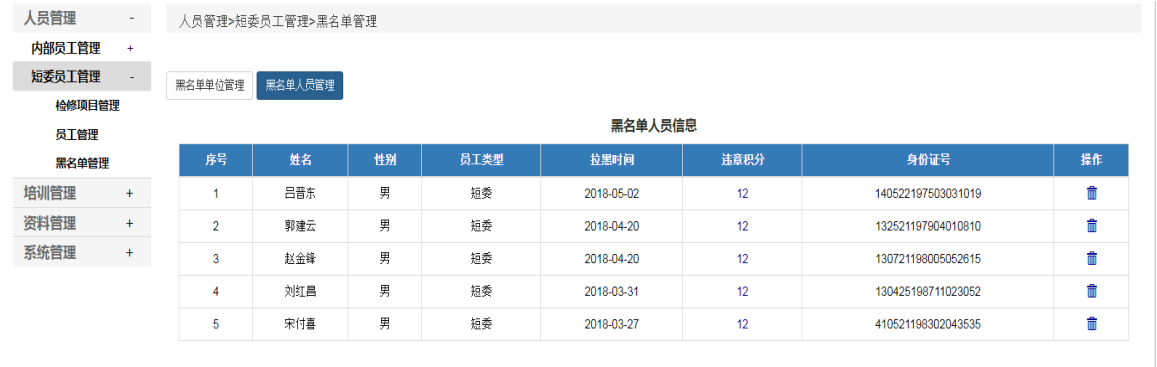 人员管理 -
人员管理>短委员工管理>黑名单管理
内部员工管理 +
短委员工管理 -
检修项目管理
员工管理
黑名单管理
培训管理 +
资料管理 +
系统管理 +
黑名单单位管理 黑名单人员管理
黑名单人员信息
序号 姓名 性别 员工类型 拉黑时间 违章积分 身份证号 操作
1 吕晋东 男 短委 2018-05-02 12 140522197503031019
2 郭建云 男 短委 2018-04-20 12 132521197904010810
3 赵金锋 男 短委 2018-04-20 12 130721198005052615
4 刘红昌 男 短委 2018-03-31 12 130425198711023052
5 宋付喜 男 短委 2018-03-27 12 410521198302043535